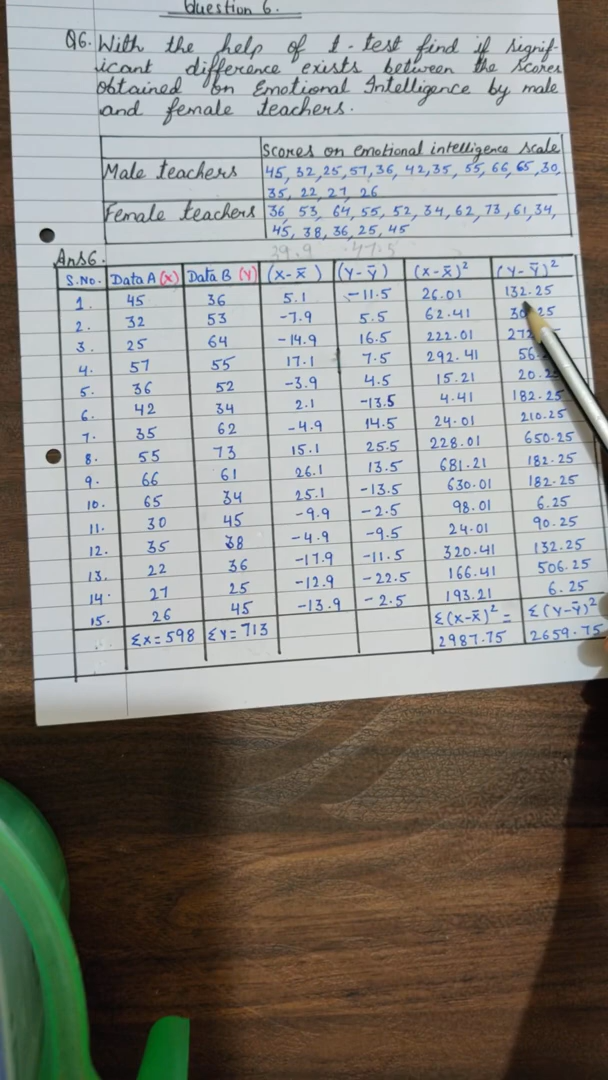 Question 6.
Q6. With the help of t-test find if signif-
icant difference exists between the scores
obtained on Emotional Intelligence by male
and female teachers.
Scores on emotional intelligence scale
Male teachers 45, 32, 25, 57, 36, 42, 35, 55, 66, 65, 30,
35, 22, 27, 26
Female teachers 36, 53, 64, 55, 52, 34, 62, 73, 61, 34,
45, 38, 36, 25, 45
39.9 47.5
Ans6.
S.No. Data A (X) Data B (Y) (X-x̄) (Y-ȳ) (X-x̄)² (Y-ȳ)²
1. 45 36 5.1 -11.5 26.01 132.25
2. 32 53 -7.9 5.5 62.41
3. 25 64 -14.9 16.5 222.01
4. 57 55 17.1 7.5 292.41
5. 36 52 -3.9 4.5 15.21
6. 42 34 2.1 -13.5 4.41 182.25
7. 35 62 -4.9 14.5 24.01 210.25
8. 55 73 15.1 25.5 228.01 650.25
9. 66 61 26.1 13.5 681.21 182.25
10. 65 34 25.1 -13.5 630.01 182.25
11. 30 45 -9.9 -2.5 98.01 6.25
12. 35 38 -4.9 -9.5 24.01 90.25
13. 22 36 -17.9 -11.5 320.41 132.25
14. 27 25 -12.9 -22.5 166.41 506.25
15. 26 45 -13.9 -2.5 193.21 6.25
Σx=598 ΣY=713 Σ(X-x̄)²= Σ(Y-ȳ)²
2987.75 2659.75